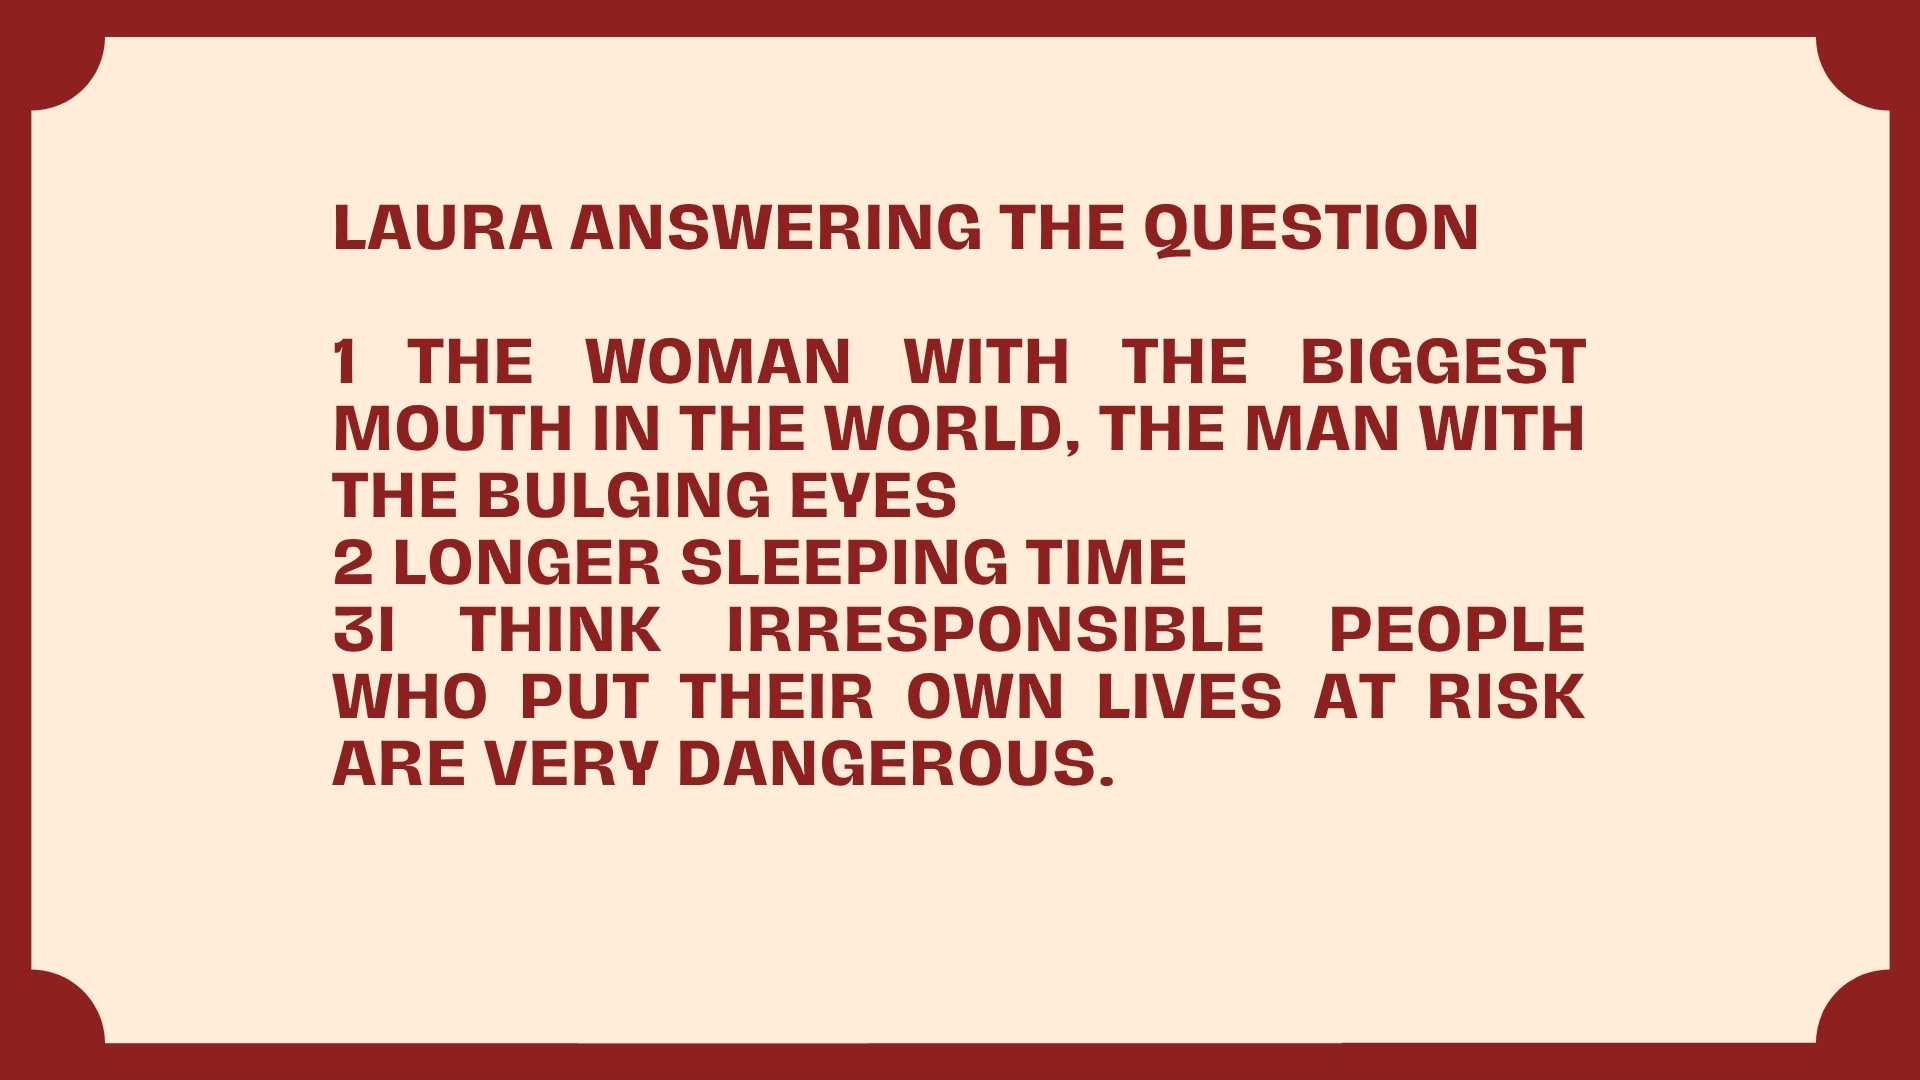 LAURA ANSWERING THE QUESTION
1 THE WOMAN WITH THE BIGGEST
MOUTH IN THE WORLD, THE MAN WITH
THE BULGING EYES
2 LONGER SLEEPING TIME
3I THINK IRRESPONSIBLE PEOPLE
WHO PUT THEIR OWN LIVES AT RISK
ARE VERY DANGEROUS.